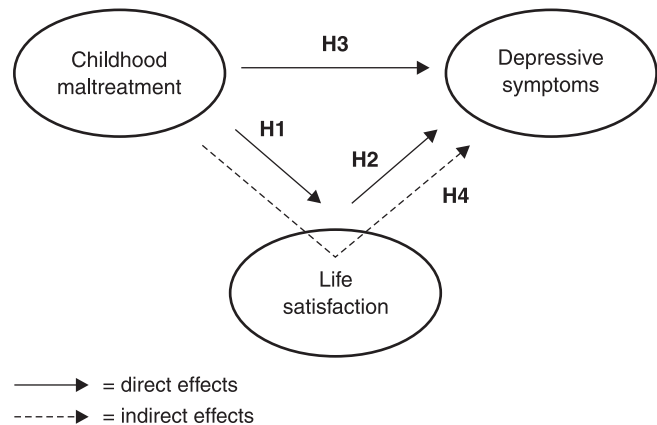 Childhood
maltreatment
H3
Depressive
symptoms
H1
H2
H4
Life
satisfaction
= direct effects
= indirect effects